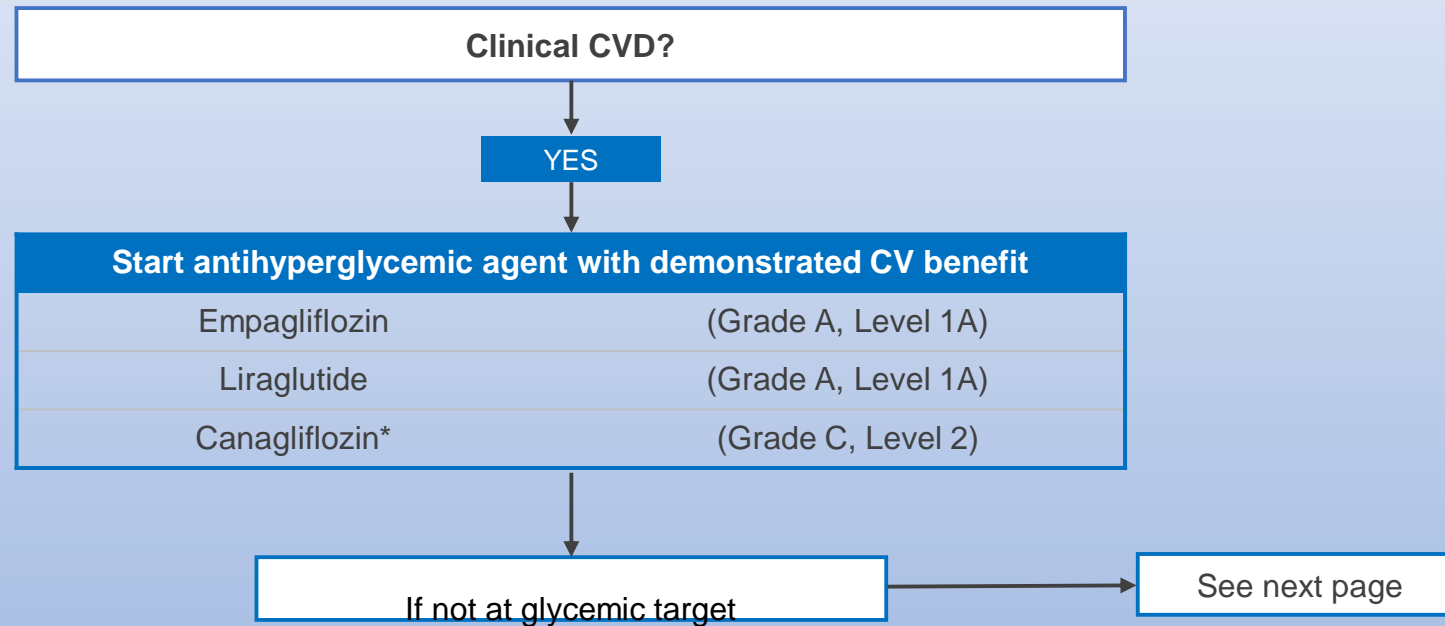 Clinical CVD?
YES
Start antihyperglycemic agent with demonstrated CV benefit
Empagliflozin (Grade A, Level 1A)
Liraglutide (Grade A, Level 1A)
Canagliflozin* (Grade C, Level 2)
If not at glycemic target
See next page